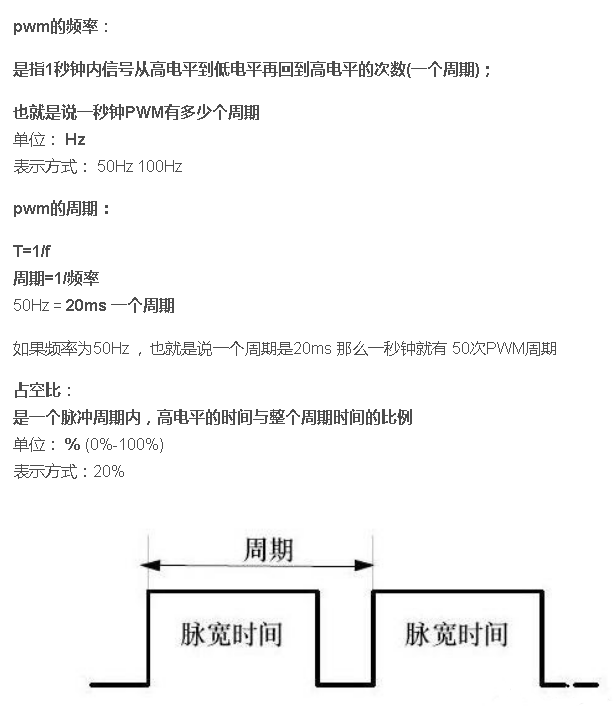 pwm的频率：
是指1秒钟内信号从高电平到低电平再回到高电平的次数(一个周期)；
也就是说一秒钟PWM有多少个周期
单位： Hz
表示方式： 50Hz 100Hz
pwm的周期：
T=1/f
周期=1/频率
50Hz = 20ms 一个周期
如果频率为50Hz ，也就是说一个周期是20ms 那么一秒钟就有 50次PWM周期
占空比：
是一个脉冲周期内，高电平的时间与整个周期时间的比例
单位： % (0%-100%)
表示方式：20%
周期
脉宽时间
脉宽时间